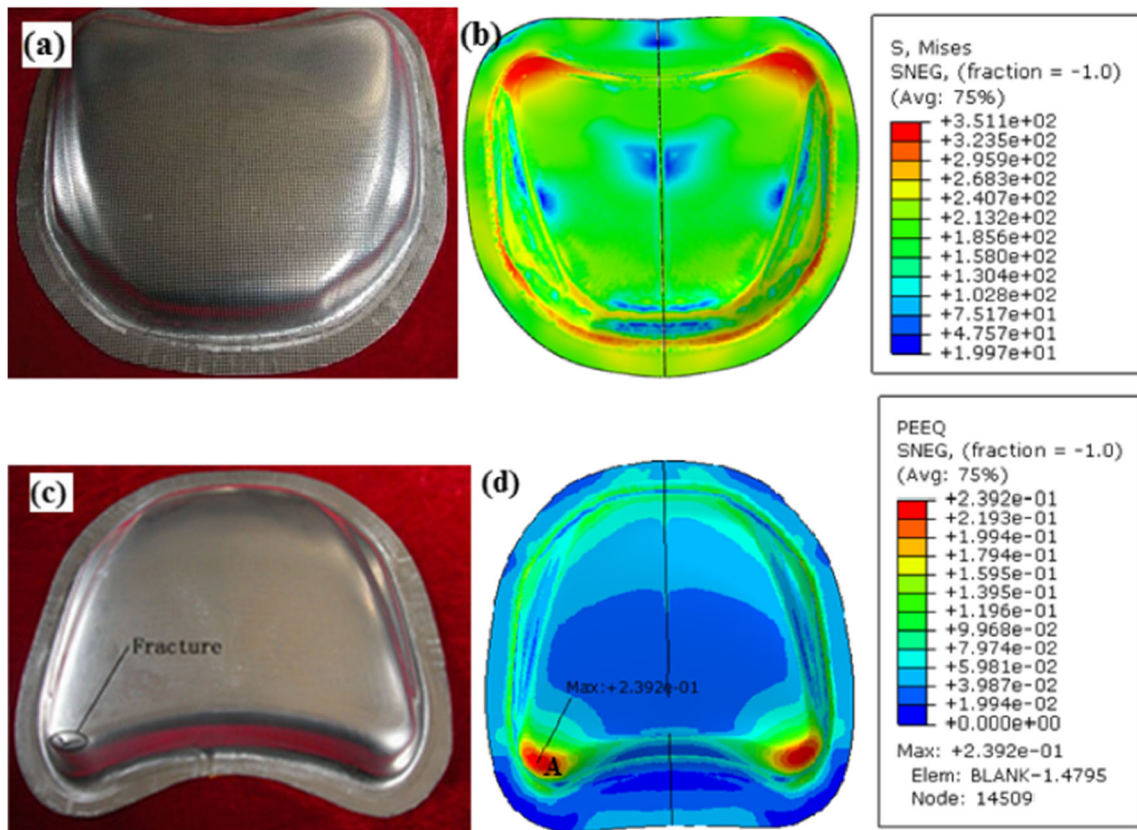 (a)
(b)
S, Mises
SNEG, (fraction = -1.0)
(Avg: 75%)
+3.511e+02
+3.235e+02
+2.959e+02
+2.683e+02
+2.407e+02
+2.132e+02
+1.856e+02
+1.580e+02
+1.304e+02
+1.028e+02
+7.517e+01
+4.757e+01
+1.997e+01
(c)
Fracture
(d)
Max:+2.392e-01
A
PEEQ
SNEG, (fraction = -1.0)
(Avg: 75%)
+2.392e-01
+2.193e-01
+1.994e-01
+1.794e-01
+1.595e-01
+1.395e-01
+1.196e-01
+9.968e-02
+7.974e-02
+5.981e-02
+3.987e-02
+1.994e-02
+0.000e+00
Max: +2.392e-01
Elem: BLANK-1.4795
Node: 14509